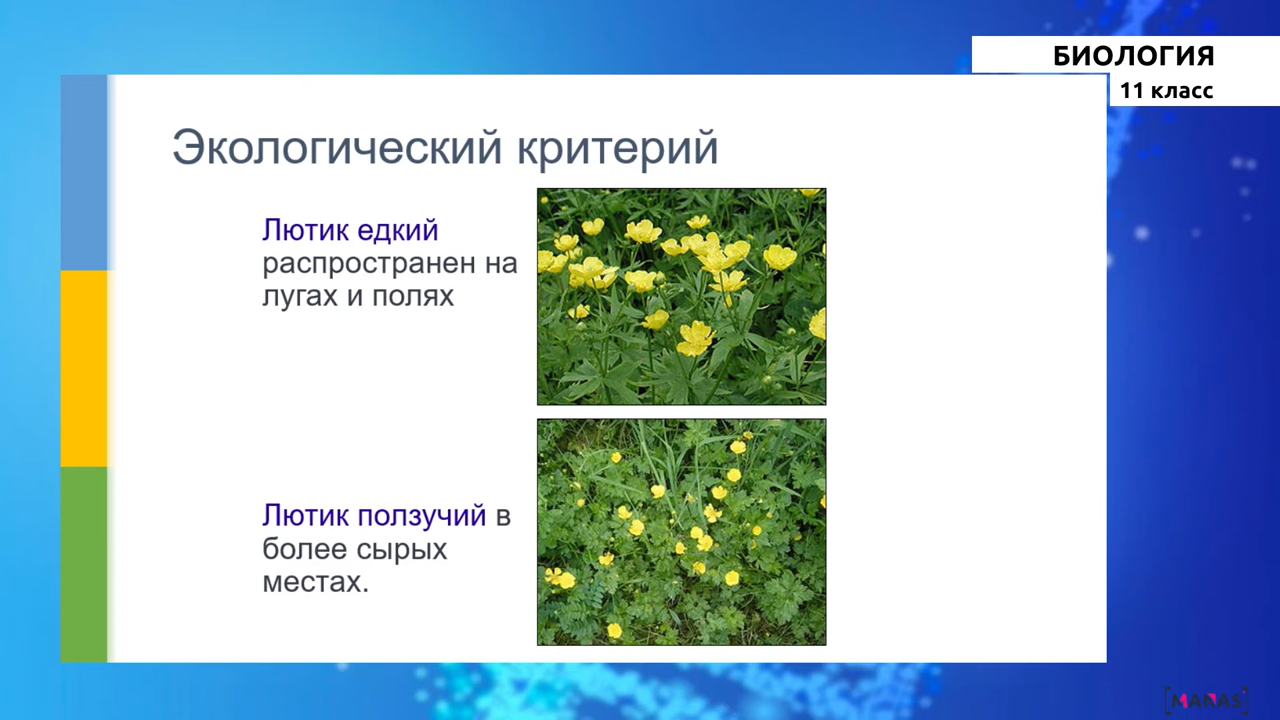 БИОЛОГИЯ
11 класс
Экологический критерий
Лютик едкий
распространен на
лугах и полях
Лютик ползучий в
более сырых
местах.
[MANAS]